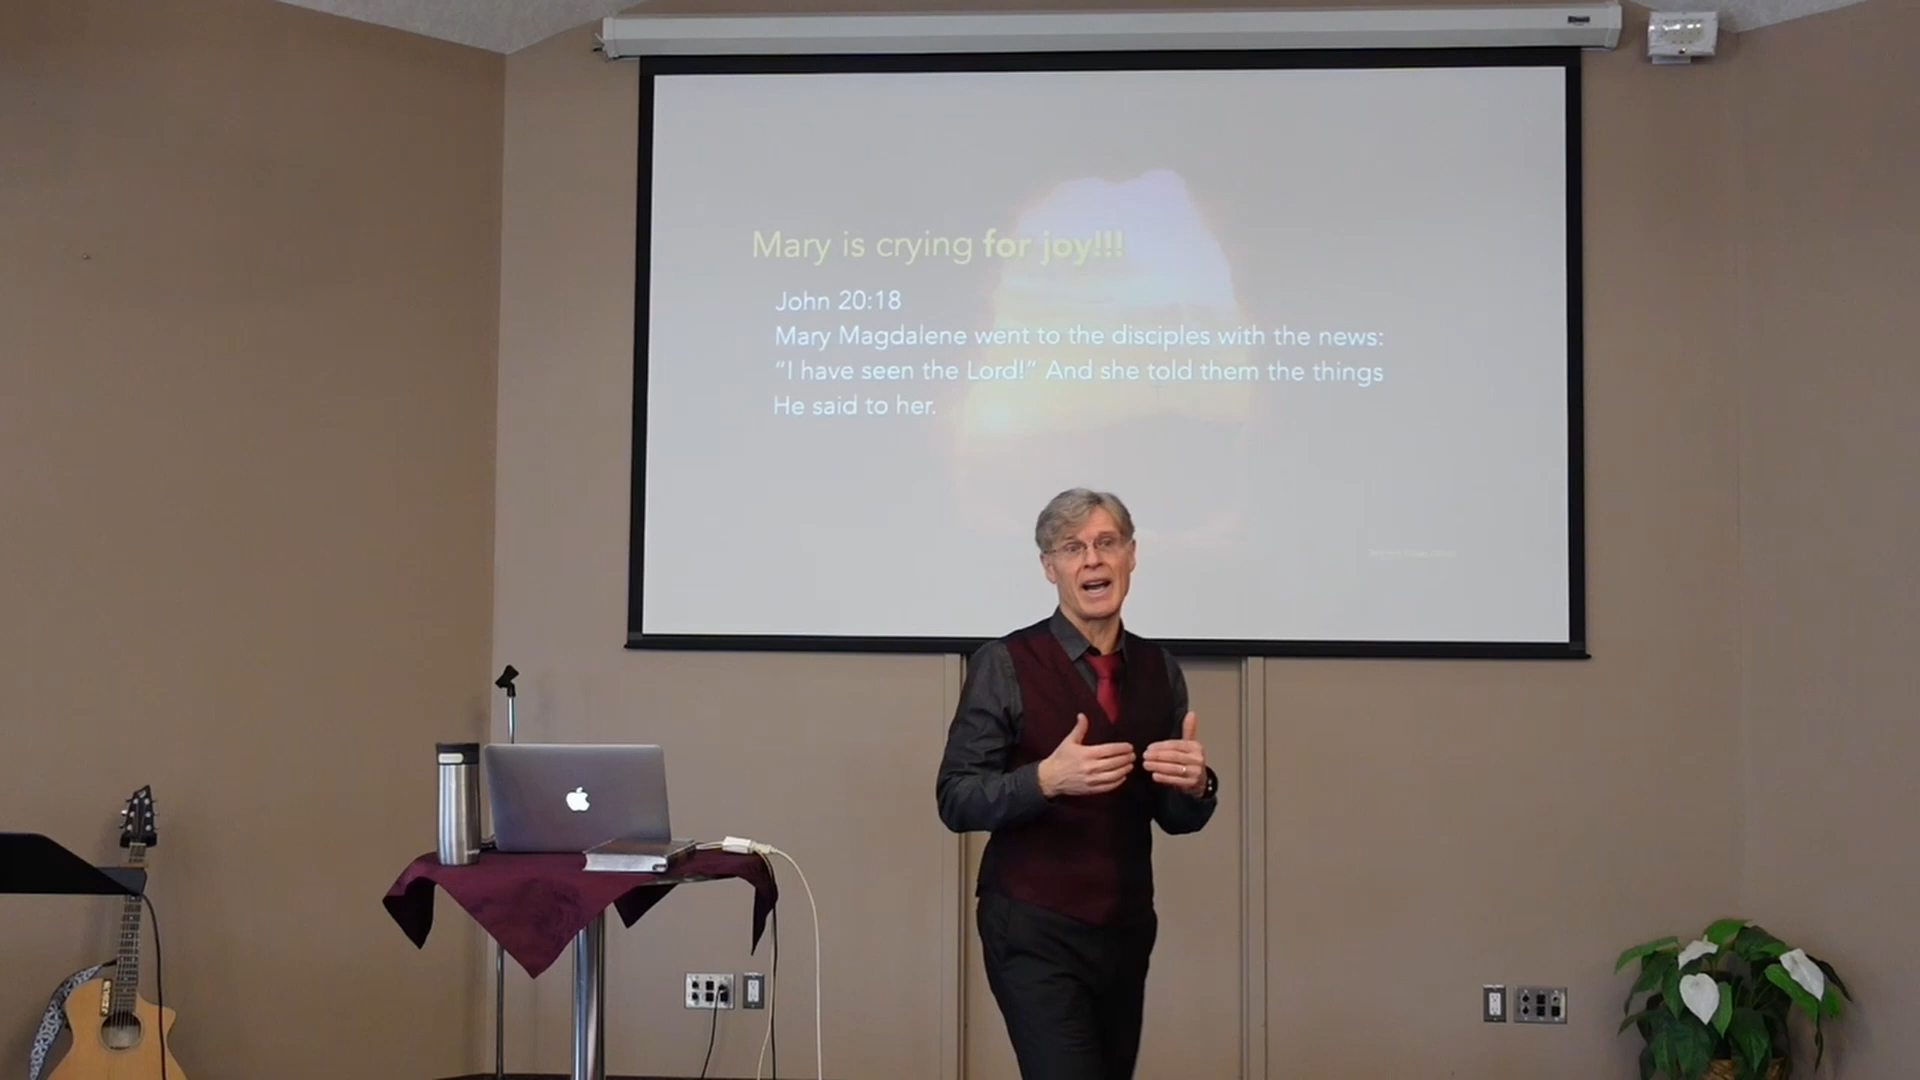 Mary is crying for joy!!!
John 20:18
Mary Magdalene went to the disciples with the news:
“I have seen the Lord!” And she told them the things
He said to her.